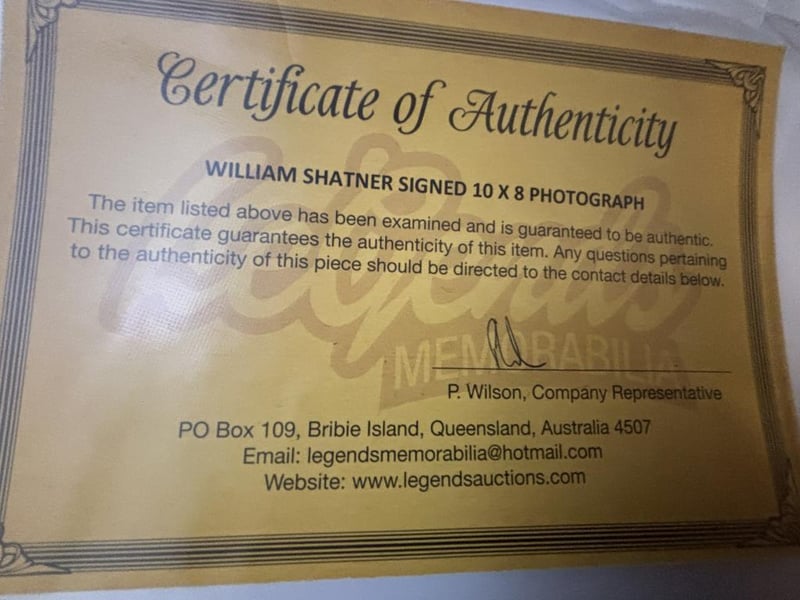 Certificate of Authenticity
WILLIAM SHATNER SIGNED 10 X 8 PHOTOGRAPH
The item listed above has been examined and is guaranteed to be authentic.
This certificate guarantees the authenticity of this item. Any questions pertaining
to the authenticity of this piece should be directed to the contact details below.
Legends
MEMORABILIA
P. Wilson, Company Representative
PO Box 109, Bribie Island, Queensland, Australia 4507
Email: legendsmemorabilia@hotmail.com
Website: www.legendsauctions.com